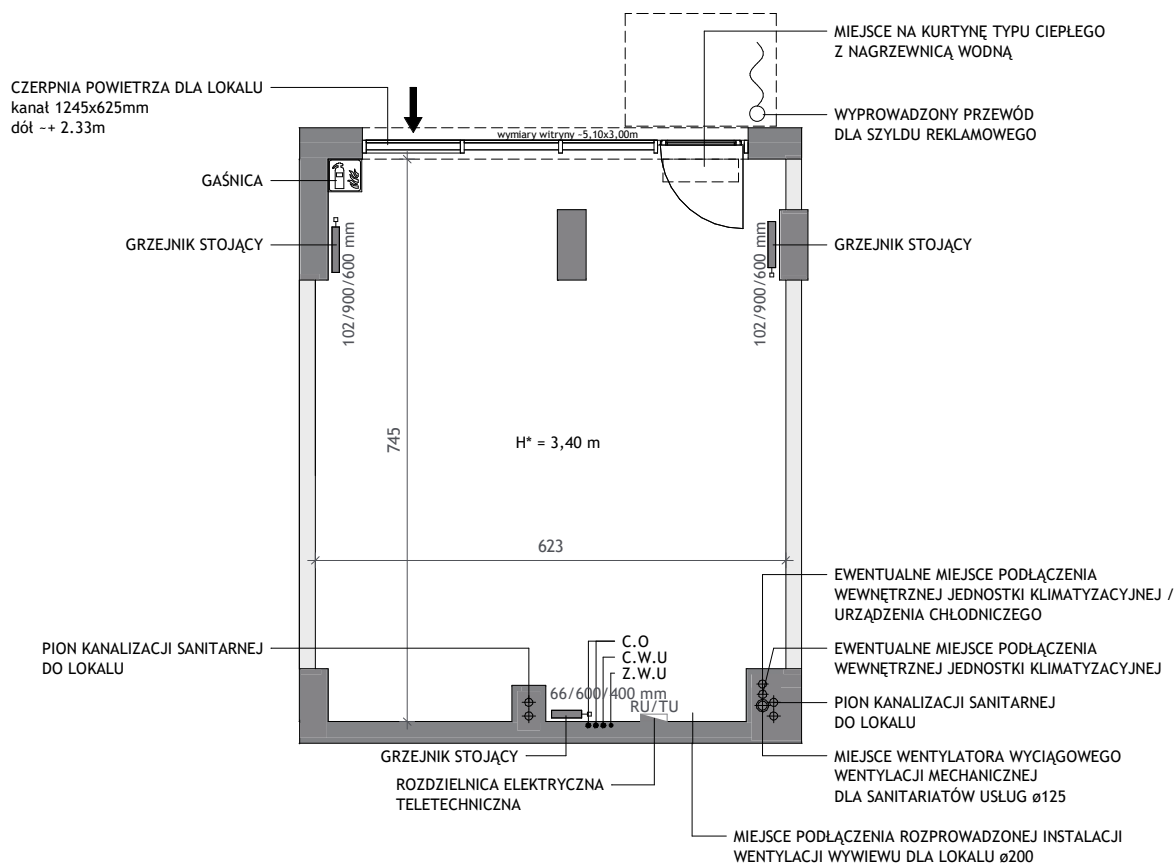 MIEJSCE NA KURTYNĘ TYPU CIEPŁEGO
Z NAGRZEWNICĄ WODNĄ
CZERPNIA POWIETRZA DLA LOKALU
kanał 1245x625mm
dół ~+ 2.33m
WYPROWADZONY PRZEWÓD
DLA SZYLDU REKLAMOWEGO
wymiary witryny ~5,10x3,00m
GAŚNICA
GRZEJNIK STOJĄCY
GRZEJNIK STOJĄCY
102/900/600 mm
102/900/600 mm
745
H* = 3,40 m
623
EWENTUALNE MIEJSCE PODŁĄCZENIA
WEWNĘTRZNEJ JEDNOSTKI KLIMATYZACYJNEJ /
URZĄDZENIA CHŁODNICZEGO
PION KANALIZACJI SANITARNEJ
DO LOKALU
C.O
C.W.U
Z.W.U
EWENTUALNE MIEJSCE PODŁĄCZENIA
WEWNĘTRZNEJ JEDNOSTKI KLIMATYZACYJNEJ
66/600/400 mm
RU/TU
PION KANALIZACJI SANITARNEJ
DO LOKALU
GRZEJNIK STOJĄCY
MIEJSCE WENTYLATORA WYCIĄGOWEGO
WENTYLACJI MECHANICZNEJ
DLA SANITARIATÓW USŁUG ø125
ROZDZIELNICA ELEKTRYCZNA
TELETECHNICZNA
MIEJSCE PODŁĄCZENIA ROZPROWADZONEJ INSTALACJI
WENTYLACJI WYWIEWU DLA LOKALU ø200